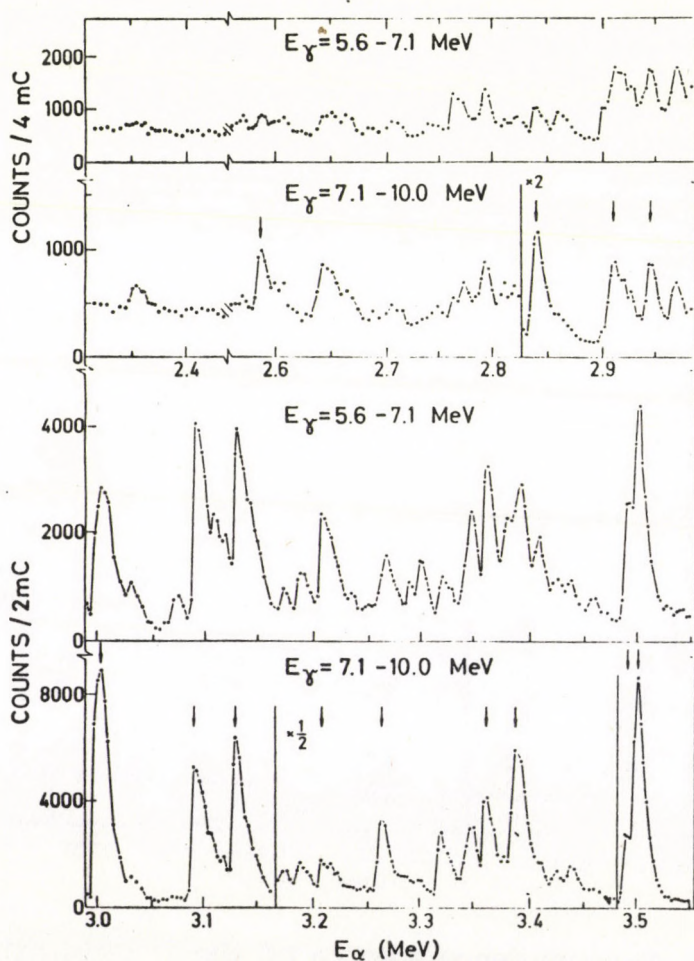 E_γ = 5.6 - 7.1 MeV
2000
1000
0
COUNTS / 4 mC
E_γ = 7.1 - 10.0 MeV
×2
1000
0
2.4 2.6 2.7 2.8 2.9
E_γ = 5.6 - 7.1 MeV
4000
2000
0
COUNTS / 2mC
E_γ = 7.1 - 10.0 MeV
×1/2
8000
4000
0
3.0 3.1 3.2 3.3 3.4 3.5
E_α (MeV)